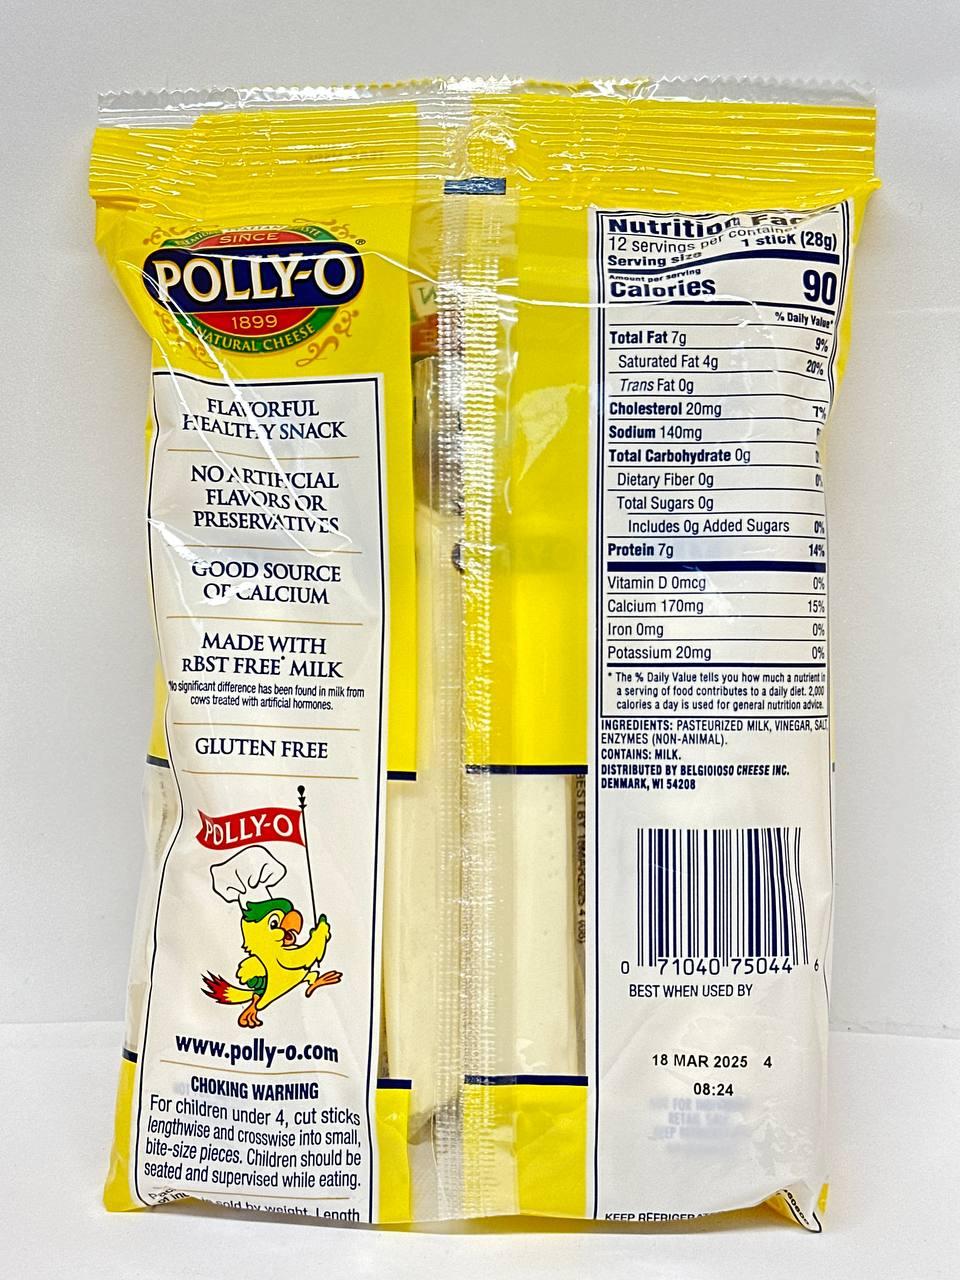 SINCE
POLLY-O®
1899
NATURAL CHEESE
FLAVORFUL
HEALTHY SNACK
NO ARTIFICIAL
FLAVORS OR
PRESERVATIVES
GOOD SOURCE
OF CALCIUM
MADE WITH
rBST FREE* MILK
*No significant difference has been found in milk from
cows treated with artificial hormones.
GLUTEN FREE
POLLY-O
www.polly-o.com
CHOKING WARNING
For children under 4, cut sticks
lengthwise and crosswise into small,
bite-size pieces. Children should be
seated and supervised while eating.
sold by weight. Length
BEST BY
Nutrition
12 servings per container
Serving size 1 stick (28g)
Amount per serving
Calories 90
% Daily Value*
Total Fat 7g 9%
Saturated Fat 4g 20%
Trans Fat 0g
Cholesterol 20mg 7%
Sodium 140mg
Total Carbohydrate 0g
Dietary Fiber 0g
Total Sugars 0g
Includes 0g Added Sugars 0%
Protein 7g 14%
Vitamin D 0mcg 0%
Calcium 170mg 15%
Iron 0mg 0%
Potassium 20mg 0%
* The % Daily Value tells you how much a nutrient in
a serving of food contributes to a daily diet. 2,000
calories a day is used for general nutrition advice.
INGREDIENTS: PASTEURIZED MILK, VINEGAR, SALT,
ENZYMES (NON-ANIMAL).
CONTAINS: MILK.
DISTRIBUTED BY BELGIOIOSO CHEESE INC.
DENMARK, WI 54208
0 71040 75044 6
BEST WHEN USED BY
18 MAR 2025 4
08:24
KEEP